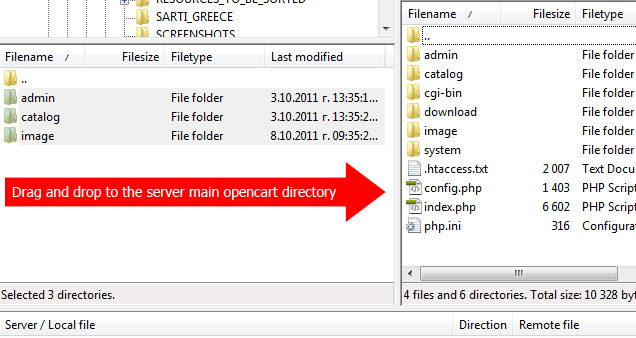 RESOURCES_TO_BE_SORTED
SARTI_GREECE
SCREENSHOTS
Filename / Filesize Filetype Last modified
..
admin File folder 3.10.2011 г. 13:35:1...
catalog File folder 3.10.2011 г. 13:35:2...
image File folder 8.10.2011 г. 09:35:2...
Drag and drop to the server main opencart directory
Selected 3 directories.
Filename / Filesize Filetype
..
admin File folder
catalog File folder
cgi-bin File folder
download File folder
image File folder
system File folder
.htaccess.txt 2 007 Text Docu
config.php 1 403 PHP Script
index.php 6 602 PHP Script
php.ini 316 Configura
4 files and 6 directories. Total size: 10 328 byt
Server / Local file Direction Remote file